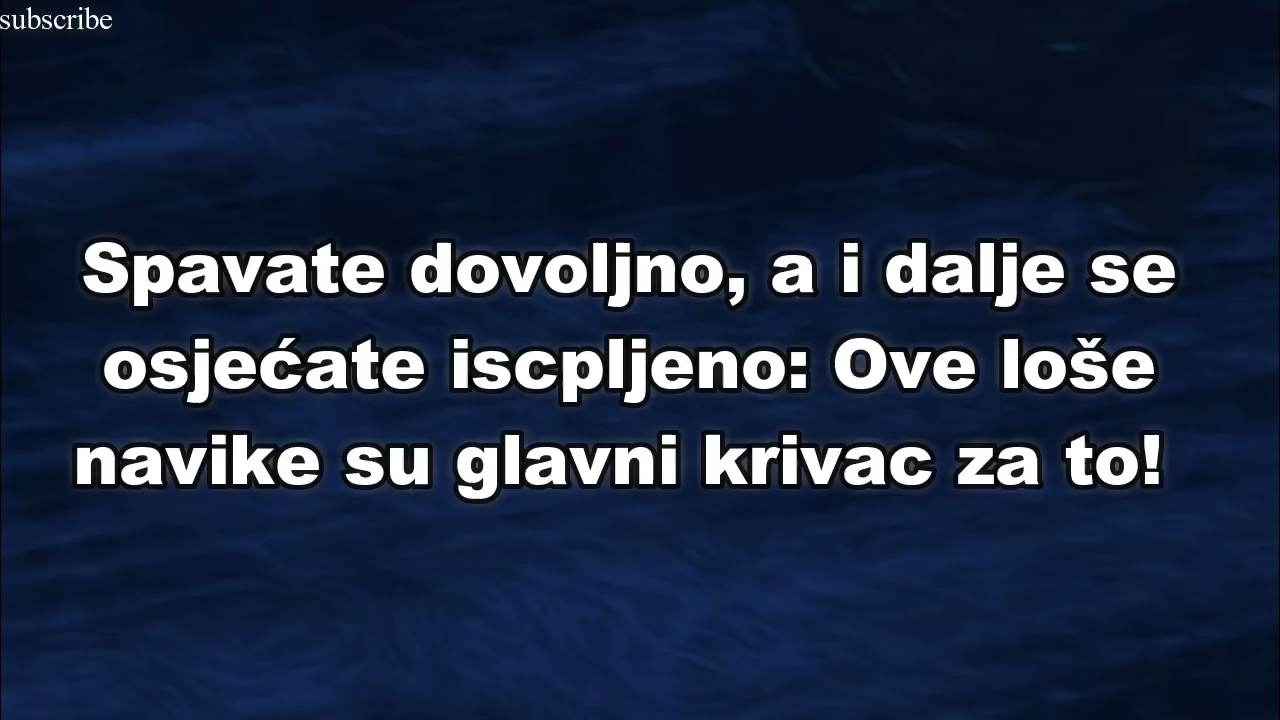 subscribe
Spavate dovoljno, a i dalje se
osjećate iscpljeno: Ove loše
navike su glavni krivac za to!